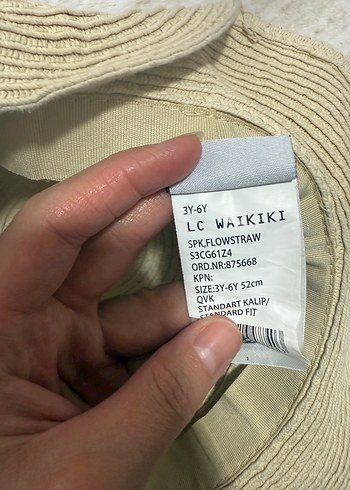 3Y-6Y
LC WAIKIKI
SPK,FLOWSTRAW
S3CG61Z4
ORD.NR:875668
KPN:
SIZE:3Y-6Y 52cm
QVK
STANDART KALIP/
STANDARD FIT